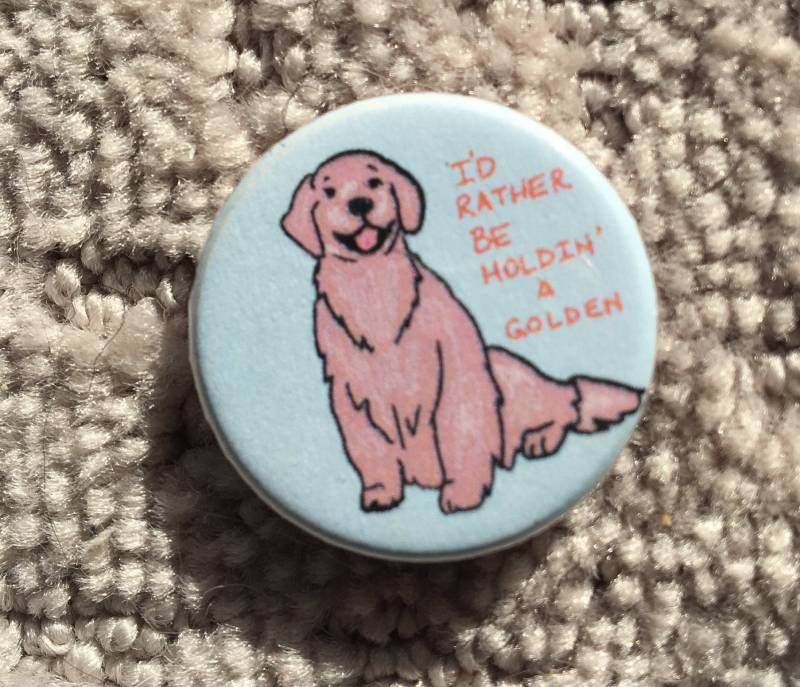 I'D
RATHER
BE
HOLDIN'
A
GOLDEN